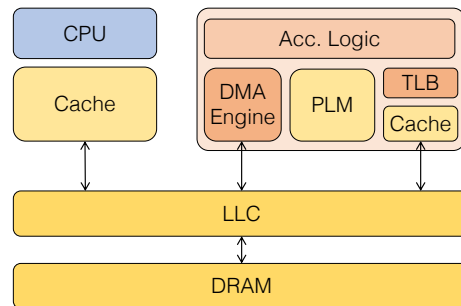 CPU
Acc. Logic
Cache
DMA
Engine
PLM
TLB
Cache
LLC
DRAM